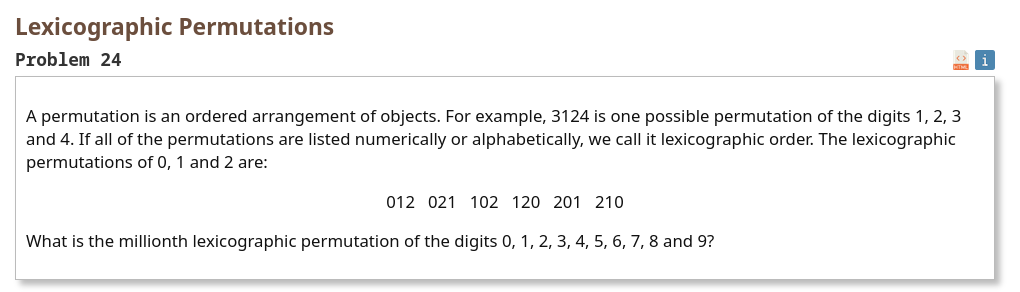 Lexicographic Permutations
Problem 24
HTML i
A permutation is an ordered arrangement of objects. For example, 3124 is one possible permutation of the digits 1, 2, 3
and 4. If all of the permutations are listed numerically or alphabetically, we call it lexicographic order. The lexicographic
permutations of 0, 1 and 2 are:
012 021 102 120 201 210
What is the millionth lexicographic permutation of the digits 0, 1, 2, 3, 4, 5, 6, 7, 8 and 9?